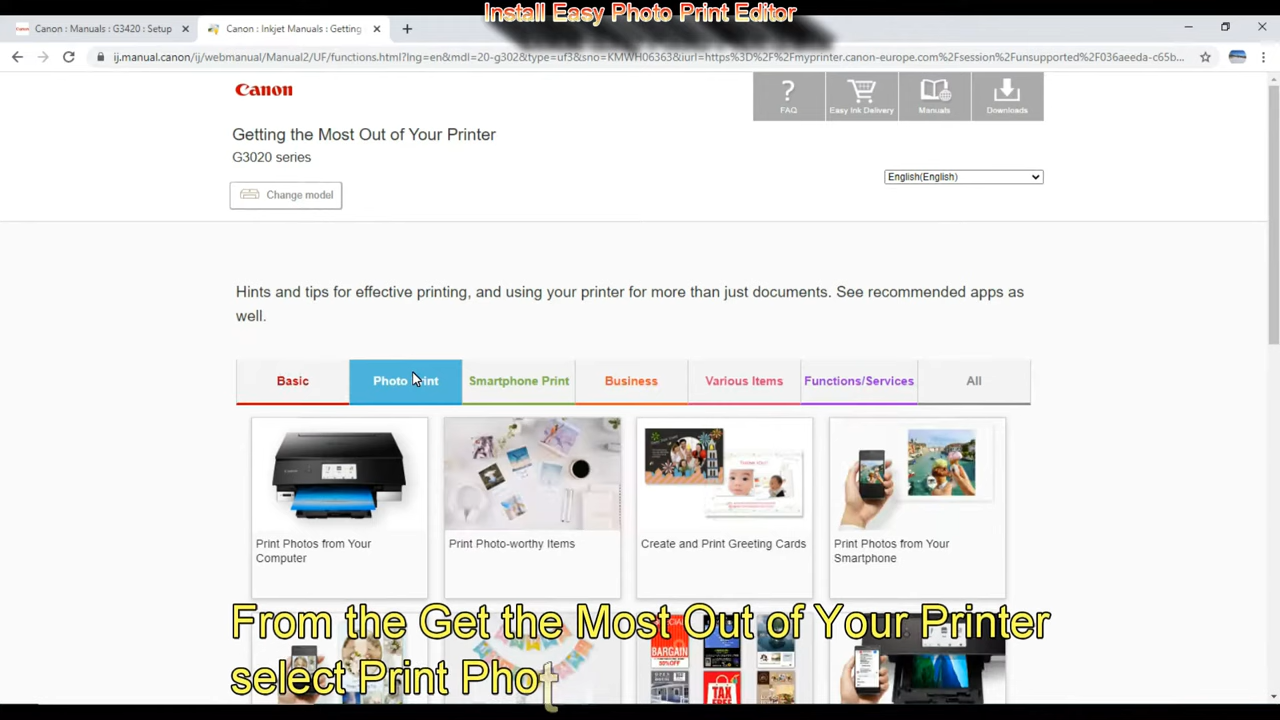 Install Easy Photo Print Editor
Canon : Manuals : G3420 : Setup
Canon : Inkjet Manuals : Getting
ij.manual.canon/ij/webmanual/Manual2/UF/functions.html?lng=en&mdl=20-g302&type=uf3&sno=KMWH06363&iurl=https%3D%2F%2Fmyprinter.canon-europe.com%2Fsession%2Funsupported%2F036aeeda-c65b...
Canon
FAQ
Easy Ink Delivery
Manuals
Downloads
Getting the Most Out of Your Printer
G3020 series
English(English)
Change model
Hints and tips for effective printing, and using your printer for more than just documents. See recommended apps as
well.
Basic
Photo Print
Smartphone Print
Business
Various Items
Functions/Services
All
THANK YOU!
Print Photos from Your
Computer
Print Photo-worthy Items
Create and Print Greeting Cards
Print Photos from Your
Smartphone
From the Get the Most Out of Your Printer
select Print Phot
BARGAIN
TAX